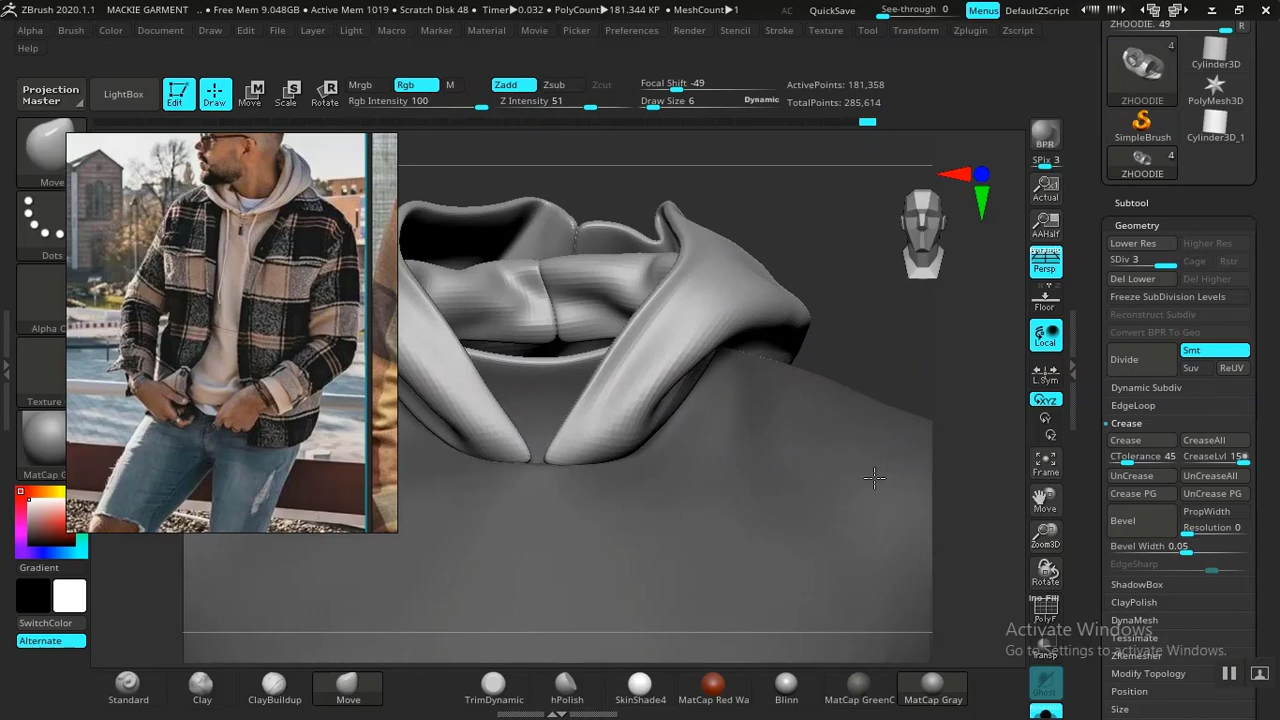 ZBrush 2020.1.1 MACKIE GARMENT .. • Free Mem 9.048GB • Active Mem 1019 • Scratch Disk 48 • Timer▶0.032 • PolyCount▶181.344 KP • MeshCount▶1 AC QuickSave See-through 0 Menus DefaultZScript
Alpha Brush Color Document Draw Edit File Layer Light Macro Marker Material Movie Picker Preferences Render Stencil Stroke Texture Tool Transform Zplugin Zscript
Help
ZHOODIE. 49 R
Projection Master
LightBox
Edit Draw Move Scale Rotate
Mrgb Rgb M Zadd Zsub Zcut
Rgb Intensity 100 Z Intensity 51
Focal Shift -49
Draw Size 6 Dynamic
ActivePoints: 181,358
TotalPoints: 285,614
Move
Dots
Alpha
Texture
MatCap G
Gradient
SwitchColor
Alternate
4
ZHOODIE
Cylinder3D
PolyMesh3D
SimpleBrush
Cylinder3D_1
4
ZHOODIE
BPR
SPix 3
Actual
AAHalf
Persp
Floor
Local
L.Sym
XYZ
Frame
Move
Zoom3D
Rotate
PolyF
Transp
Ghost
Subtool
Geometry
Lower Res Higher Res
SDiv 3 Cage Rstr
Del Lower Del Higher
Freeze SubDivision Levels
Reconstruct Subdiv
Convert BPR To Geo
Divide Smt
Suv ReUV
Dynamic Subdiv
EdgeLoop
Crease
Crease CreaseAll
CTolerance 45 CreaseLvl 15
UnCrease UnCreaseAll
Crease PG UnCrease PG
Bevel PropWidth
Resolution 0
Bevel Width 0.05
EdgeSharp
ShadowBox
ClayPolish
DynaMesh
Tessimate
ZRemesher
Modify Topology
Position
Size
Activate Windows
Go to Settings to activate Windows.
Standard Clay ClayBuildup Move TrimDynamic hPolish SkinShade4 MatCap Red Wa Blinn MatCap GreenC MatCap Gray